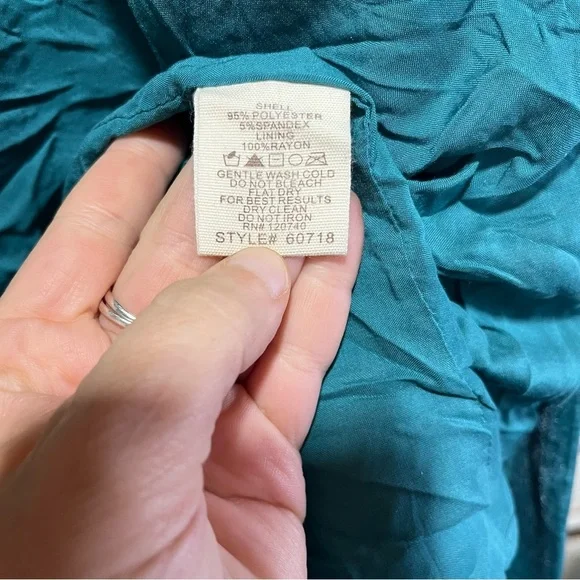 SHELL
95% POLYESTER
5%SPANDEX
LINING
100%RAYON
GENTLE WASH COLD
DO NOT BLEACH
FLAT DRY
FOR BEST RESULTS
DRY CLEAN
DO NOT IRON
RN# 120740
STYLE# 60718